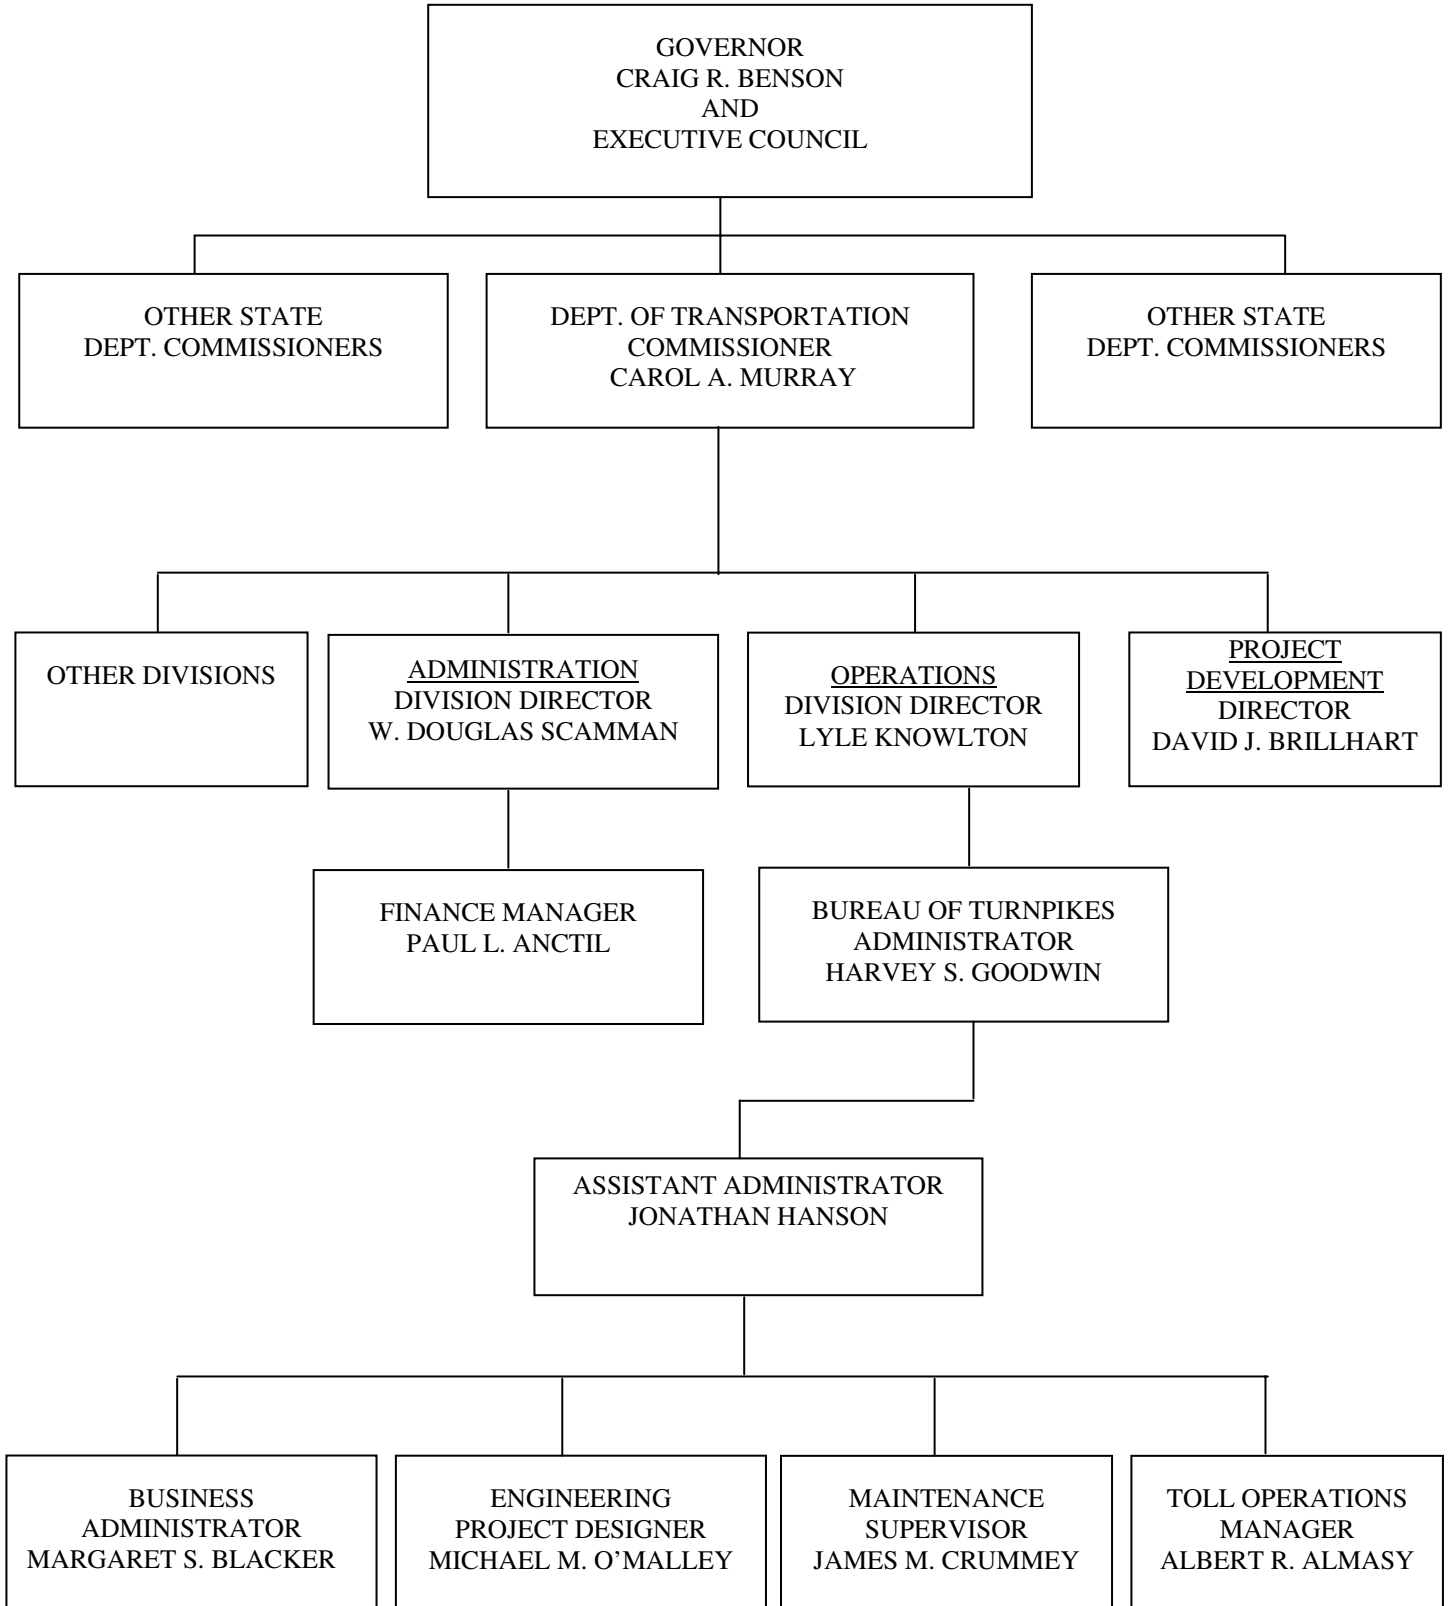 GOVERNOR
CRAIG R. BENSON
AND
EXECUTIVE COUNCIL
OTHER STATE
DEPT. COMMISSIONERS
DEPT. OF TRANSPORTATION
COMMISSIONER
CAROL A. MURRAY
OTHER STATE
DEPT. COMMISSIONERS
OTHER DIVISIONS
ADMINISTRATION
DIVISION DIRECTOR
W. DOUGLAS SCAMMAN
OPERATIONS
DIVISION DIRECTOR
LYLE KNOWLTON
PROJECT
DEVELOPMENT
DIRECTOR
DAVID J. BRILLHART
FINANCE MANAGER
PAUL L. ANCTIL
BUREAU OF TURNPIKES
ADMINISTRATOR
HARVEY S. GOODWIN
ASSISTANT ADMINISTRATOR
JONATHAN HANSON
BUSINESS
ADMINISTRATOR
MARGARET S. BLACKER
ENGINEERING
PROJECT DESIGNER
MICHAEL M. O’MALLEY
MAINTENANCE
SUPERVISOR
JAMES M. CRUMMEY
TOLL OPERATIONS
MANAGER
ALBERT R. ALMASY